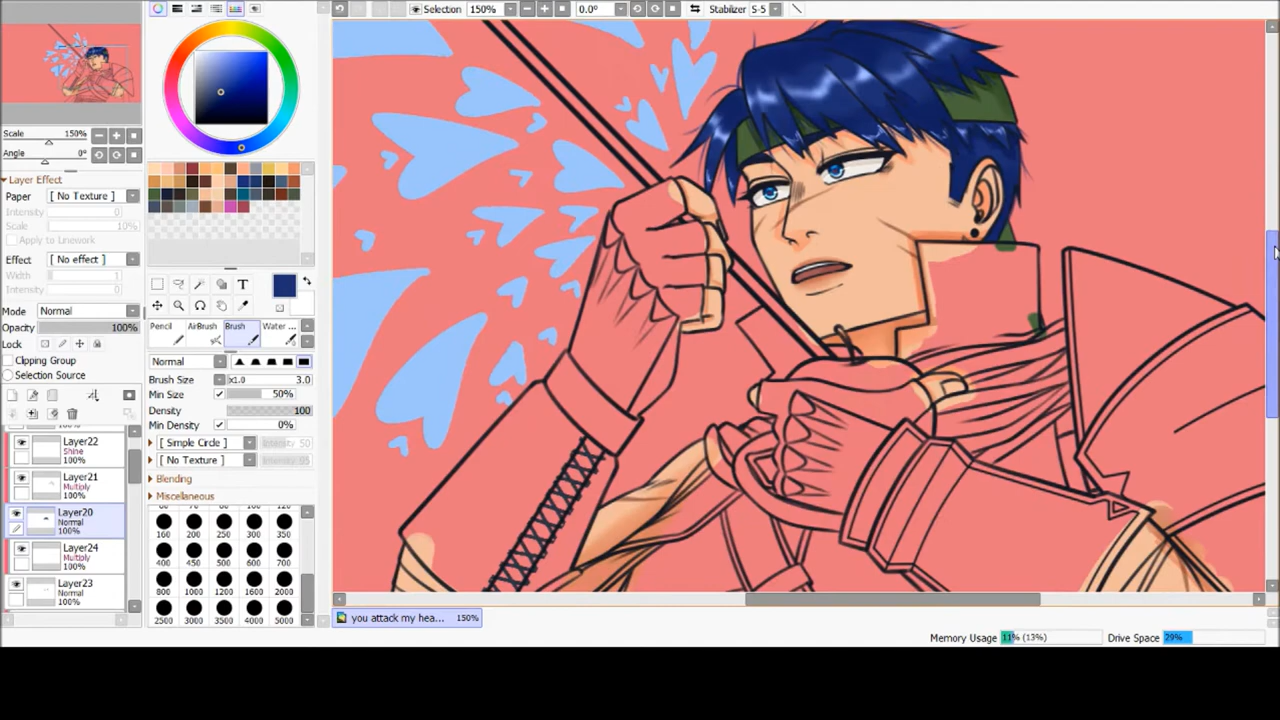 Selection 150% 0.0° Stabilizer S-5
Scale 150%
Angle 0°
Layer Effect
Paper [ No Texture ]
Intensity 0
Scale 10%
Apply to Linework
Effect [ No effect ]
Width 1
Intensity 1
Mode Normal
Opacity 100%
Lock
Clipping Group
Selection Source
Layer22
Shine
100%
Layer21
Multiply
100%
Layer20
Normal
100%
Layer24
Multiply
100%
Layer23
Normal
100%
T
Pencil AirBrush Brush Water ...
Normal
Brush Size x1.0 3.0
Min Size 50%
Density 100
Min Density 0%
[ Simple Circle ] Intensity 50
[ No Texture ] Intensity 95
Blending
Miscellaneous
160 200 250 300 350
400 450 500 600 700
800 1000 1200 1600 2000
2500 3000 3500 4000 5000
you attack my hea... 150%
Memory Usage 11% (13%) Drive Space 29%